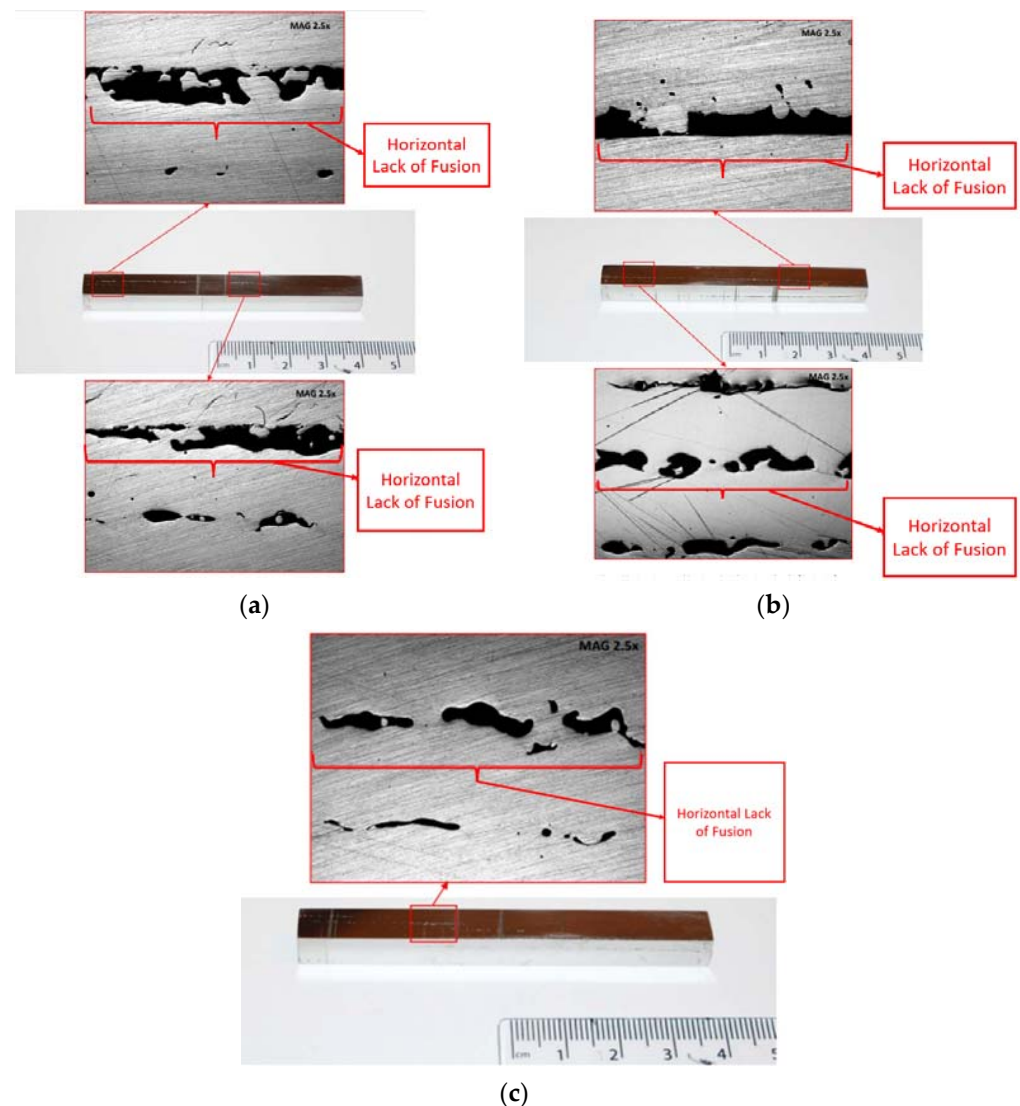 MAG 2.5x
Horizontal
Lack of Fusion
cm 1 2 3 4 5
MAG 2.5x
Horizontal
Lack of Fusion
(a)
MAG 2.5x
Horizontal
Lack of Fusion
cm 1 2 3 4 5
MAG 2.5x
Horizontal
Lack of Fusion
(b)
MAG 2.5x
Horizontal Lack
of Fusion
cm 1 2 3 4 5
(c)